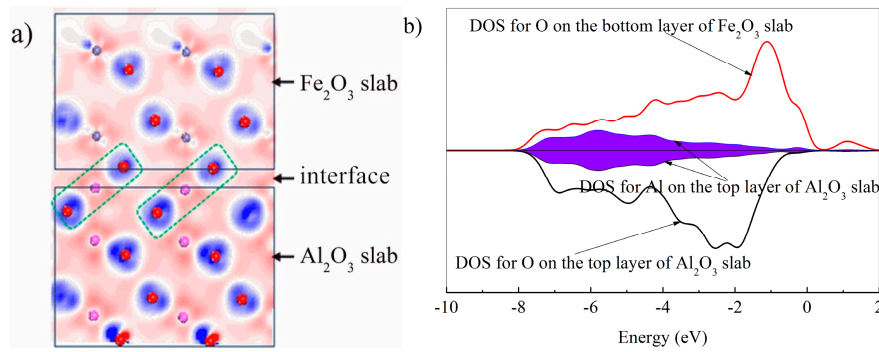 a)
Fe₂O₃ slab
interface
Al₂O₃ slab
b)
DOS for O on the bottom layer of Fe₂O₃ slab
DOS for Al on the top layer of Al₂O₃ slab
DOS for O on the top layer of Al₂O₃ slab
-10 -8 -6 -4 -2 0 2
Energy (eV)